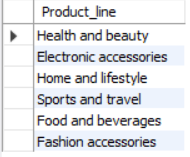 Product_line
Health and beauty
Electronic accessories
Home and lifestyle
Sports and travel
Food and beverages
Fashion accessories